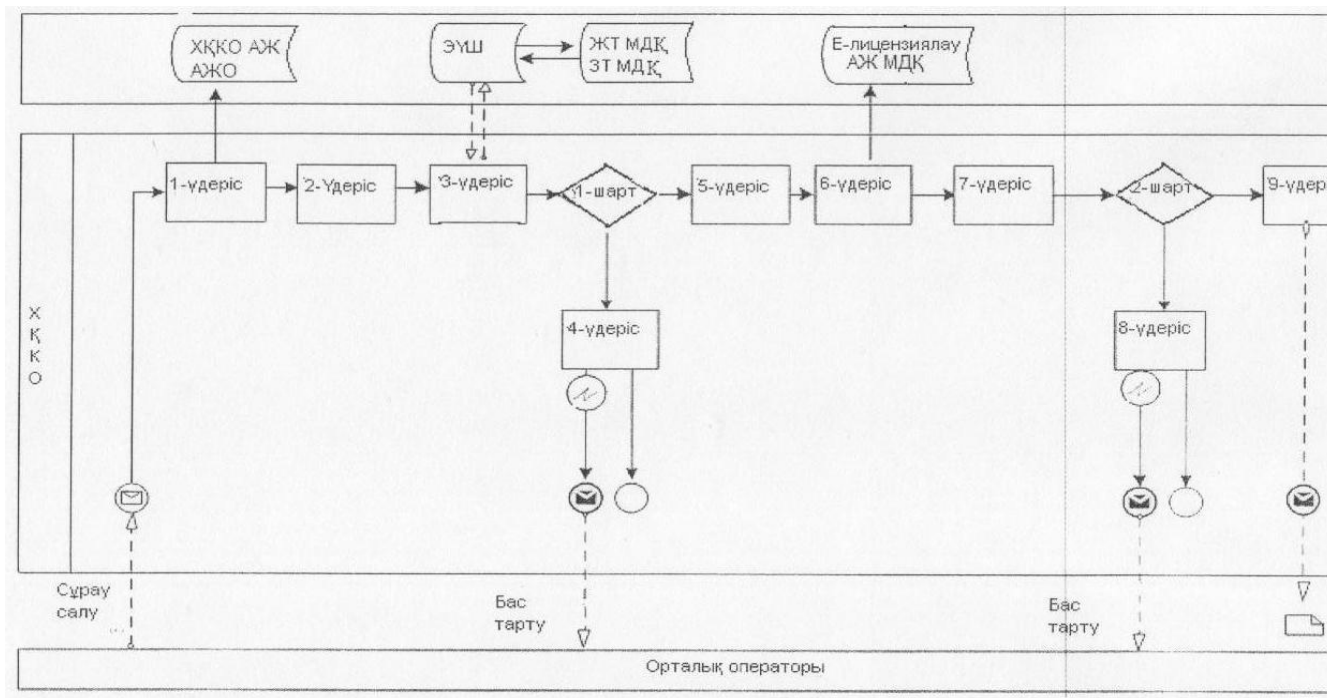 ХҚКО АЖ
АЖО
ЭҮШ
ЖТ МДҚ
ЗТ МДҚ
Е-лицензиялау
АЖ МДҚ
1-үдеріс
2-Үдеріс
3-үдеріс
1-шарт
5-үдеріс
6-үдеріс
7-үдеріс
2-шарт
9-үдер
4-үдеріс
8-үдеріс
Х
Қ
К
О
Сұрау
салу
Бас
тарту
Бас
тарту
Орталық операторы